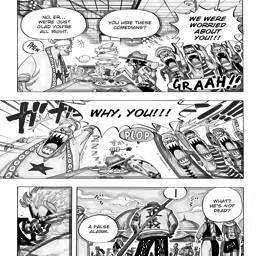 NO, ER...
WE'RE JUST
GLAD YOU'RE
ALL RIGHT.
YOU HIRE THESE
COMEDIANS?
WE WERE
WORRIED
ABOUT
YOU!!!
GRAAH!!
WHY, YOU!!!
PLOP
A FALSE
ALARM.
!
WHAT?
HE'S NOT
DEAD?